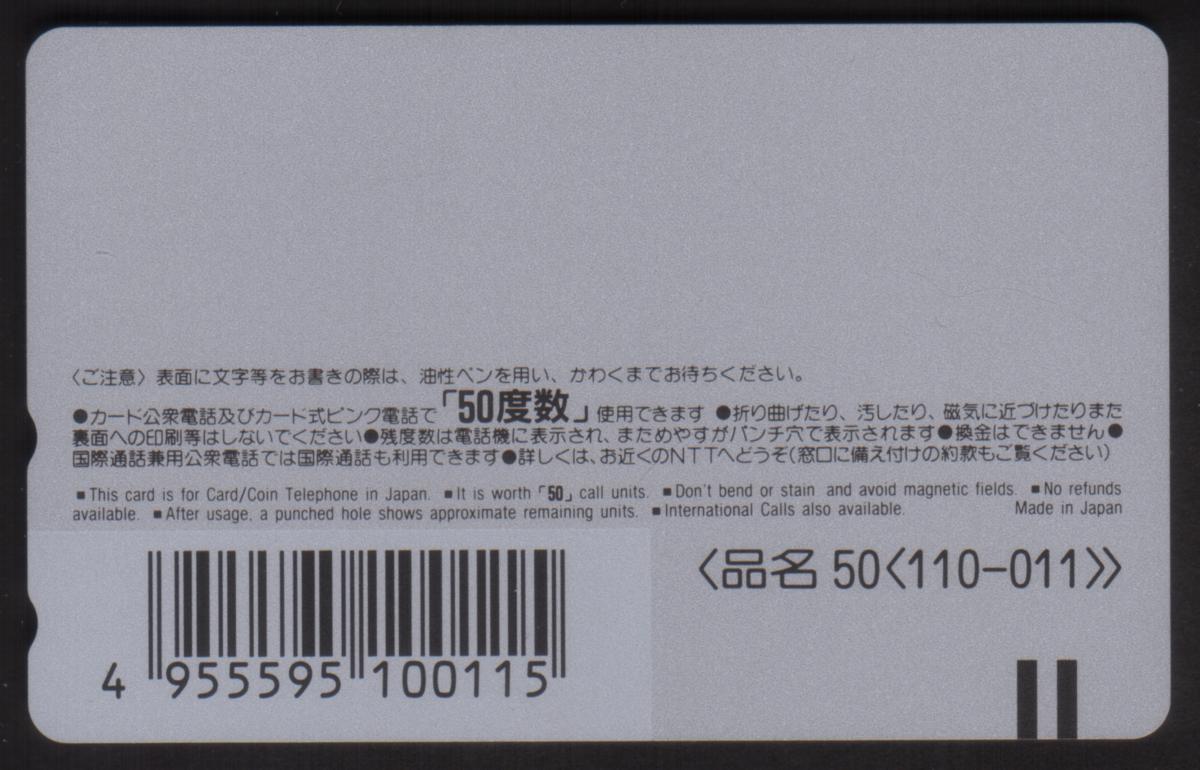 〈ご注意〉表面に文字等をお書きの際は、油性ペンを用い、かわくまでお待ちください。
●カード公衆電話及びカード式ピンク電話で「50度数」使用できます ●折り曲げたり、汚したり、磁気に近づけたりまた
裏面への印刷等はしないでください●残度数は電話機に表示され、まためやすがパンチ穴で表示されます●換金はできません●
国際通話兼用公衆電話では国際通話も利用できます●詳しくは、お近くのNTTへどうぞ(窓口に備え付けの約款もご覧ください)
■This card is for Card/Coin Telephone in Japan. ■It is worth「50」call units. ■Don't bend or stain and avoid magnetic fields. ■No refunds
available. ■After usage, a punched hole shows approximate remaining units. ■International Calls also available. Made in Japan
〈品名 50〈110-011〉〉
4 955595 100115